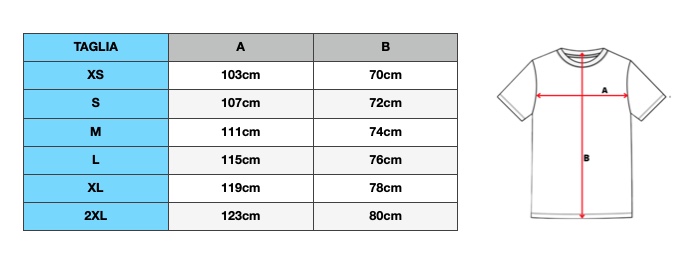 TAGLIA A B
XS 103cm 70cm
S 107cm 72cm
M 111cm 74cm
L 115cm 76cm
XL 119cm 78cm
2XL 123cm 80cm
A
B